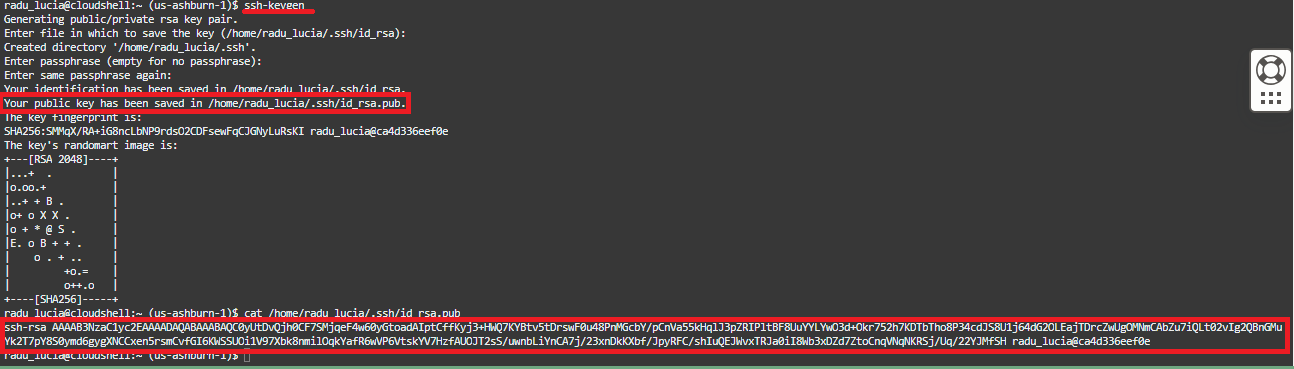 radu_lucia@cloudshell:~ (us-ashburn-1)$ ssh-keygen
Generating public/private rsa key pair.
Enter file in which to save the key (/home/radu_lucia/.ssh/id_rsa):
Created directory '/home/radu_lucia/.ssh'.
Enter passphrase (empty for no passphrase):
Enter same passphrase again:
Your identification has been saved in /home/radu_lucia/.ssh/id_rsa.
Your public key has been saved in /home/radu_lucia/.ssh/id_rsa.pub.
The key fingerprint is:
SHA256:SMMqX/RA+iG8ncLbNP9rdsO2CDFsewFqCJGNyLuRsKI radu_lucia@ca4d336eef0e
The key's randomart image is:
+---[RSA 2048]----+
|...+  .          |
|o.oo.+           |
|..+ + B .        |
|o+ o X X .       |
|o + * @ S .      |
|E. o B + + .     |
|    o . + ..     |
|         +o.=    |
|         o++.o   |
+----[SHA256]-----+
radu_lucia@cloudshell:~ (us-ashburn-1)$ cat /home/radu_lucia/.ssh/id_rsa.pub
ssh-rsa AAAAB3NzaC1yc2EAAAADAQABAAABAQC0yUtDvQjh0CF7SMjqeF4w60yGtoadAIptCffKyj3+HWQ7KYBtv5tDrswF0u48PnMGcbY/pCnVa55kHqlJ3pZRIPltBF8UuYYLYwO3d+Okr752h7KDTbTho8P34cdJS8U1j64dG2OLEajTDrcZwUgOMNmCAbZu7iQLt02vIg2QBnGMu
Yk2T7pY8S0ymd6gygXNCCxen5rsmCvfGI6KWSSUOi1V97Xbk8nmilOqkYafR6wVP6VtskYV7HzfAUOJT2sS/uwnbLiYnCA7j/23xnDkKXbf/JpyRFC/shIuQEJWvxTRJa0iI8Wb3xDZd7ZtoCnqVNqNKRSj/Uq/22YJMfSH radu_lucia@ca4d336eef0e
radu_lucia@cloudshell:~ (us-ashburn-1)$